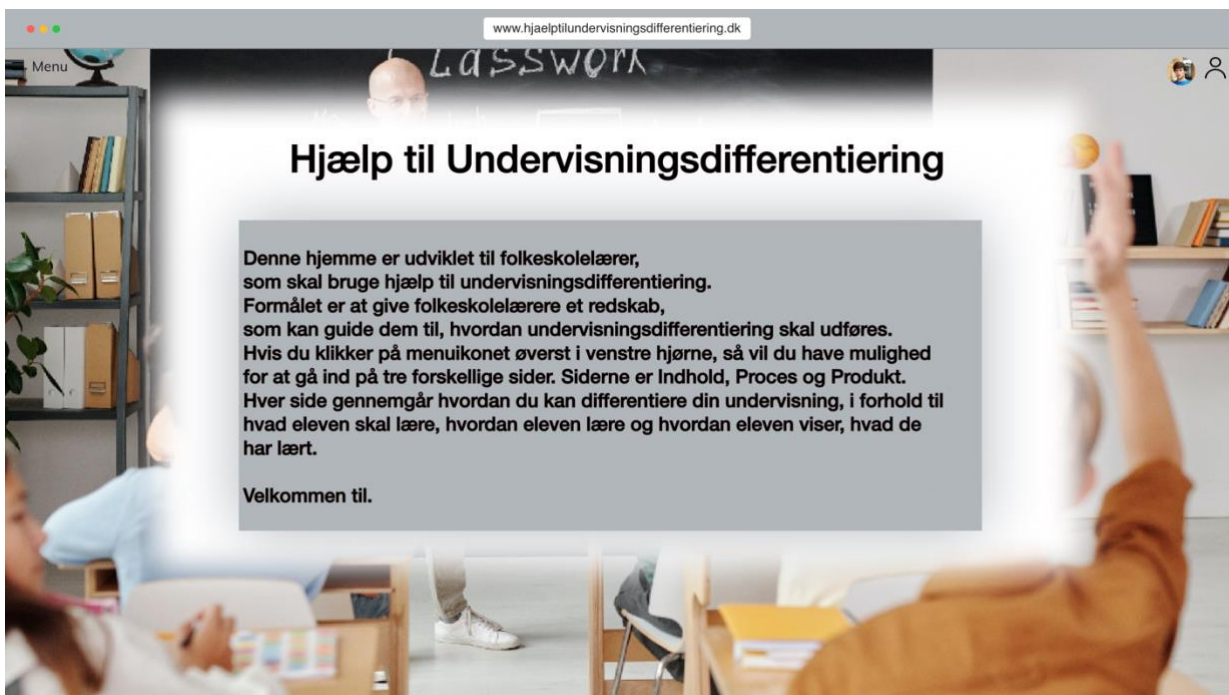 www.hjaelptilundervisningsdifferentiering.dk
Menu
Lasswork
Hjælp til Undervisningsdifferentiering
Denne hjemme er udviklet til folkeskolelærer,
som skal bruge hjælp til undervisningsdifferentiering.
Formålet er at give folkeskolelærere et redskab,
som kan guide dem til, hvordan undervisningsdifferentiering skal udføres.
Hvis du klikker på menuikonet øverst i venstre hjørne, så vil du have mulighed
for at gå ind på tre forskellige sider. Siderne er Indhold, Proces og Produkt.
Hver side gennemgår hvordan du kan differentiere din undervisning, i forhold til
hvad eleven skal lære, hvordan eleven lære og hvordan eleven viser, hvad de
har lært.
Velkommen til.